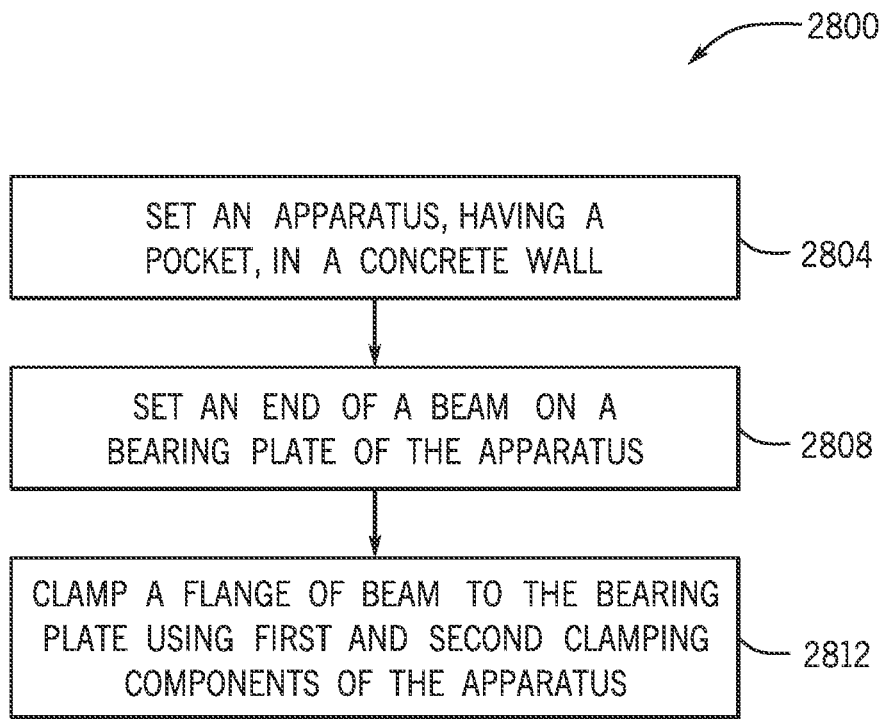 2800
SET AN APPARATUS, HAVING A
POCKET, IN A CONCRETE WALL
2804
SET AN END OF A BEAM ON A
BEARING PLATE OF THE APPARATUS
2808
CLAMP A FLANGE OF BEAM TO THE BEARING
PLATE USING FIRST AND SECOND CLAMPING
COMPONENTS OF THE APPARATUS
2812